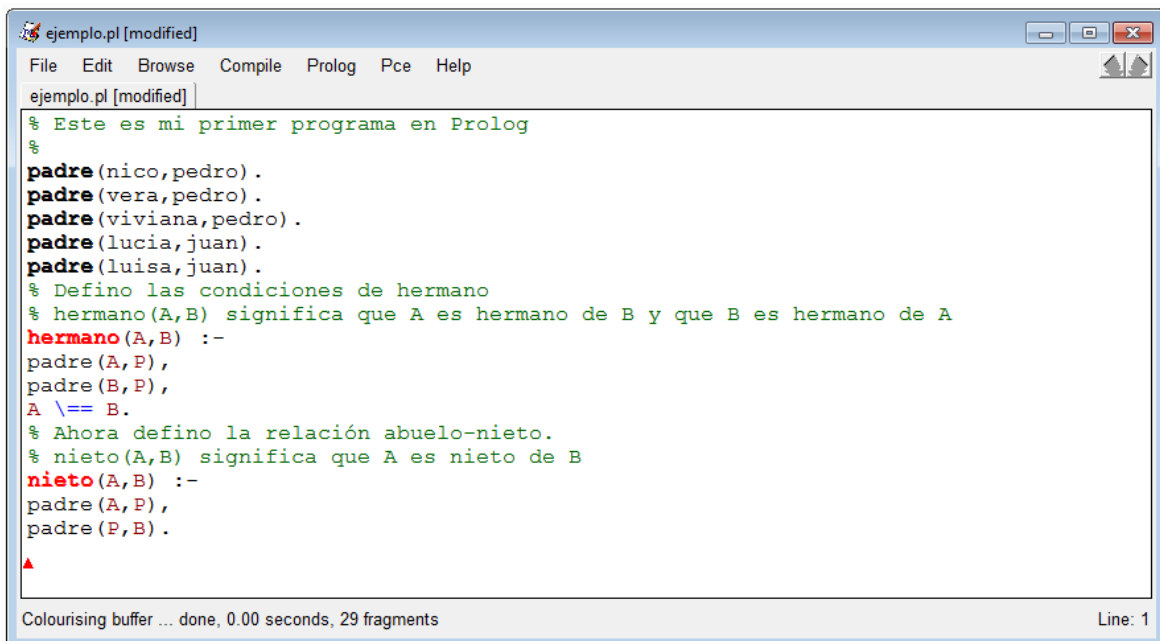 ejemplo.pl [modified]
File Edit Browse Compile Prolog Pce Help
ejemplo.pl [modified]
% Este es mi primer programa en Prolog
%
padre(nico,pedro).
padre(vera,pedro).
padre(viviana,pedro).
padre(lucia,juan).
padre(luisa,juan).
% Defino las condiciones de hermano
% hermano(A,B) significa que A es hermano de B y que B es hermano de A
hermano(A,B) :-
padre(A,P),
padre(B,P),
A \== B.
% Ahora defino la relación abuelo-nieto.
% nieto(A,B) significa que A es nieto de B
nieto(A,B) :-
padre(A,P),
padre(P,B).
Colourising buffer ... done, 0.00 seconds, 29 fragments Line: 1